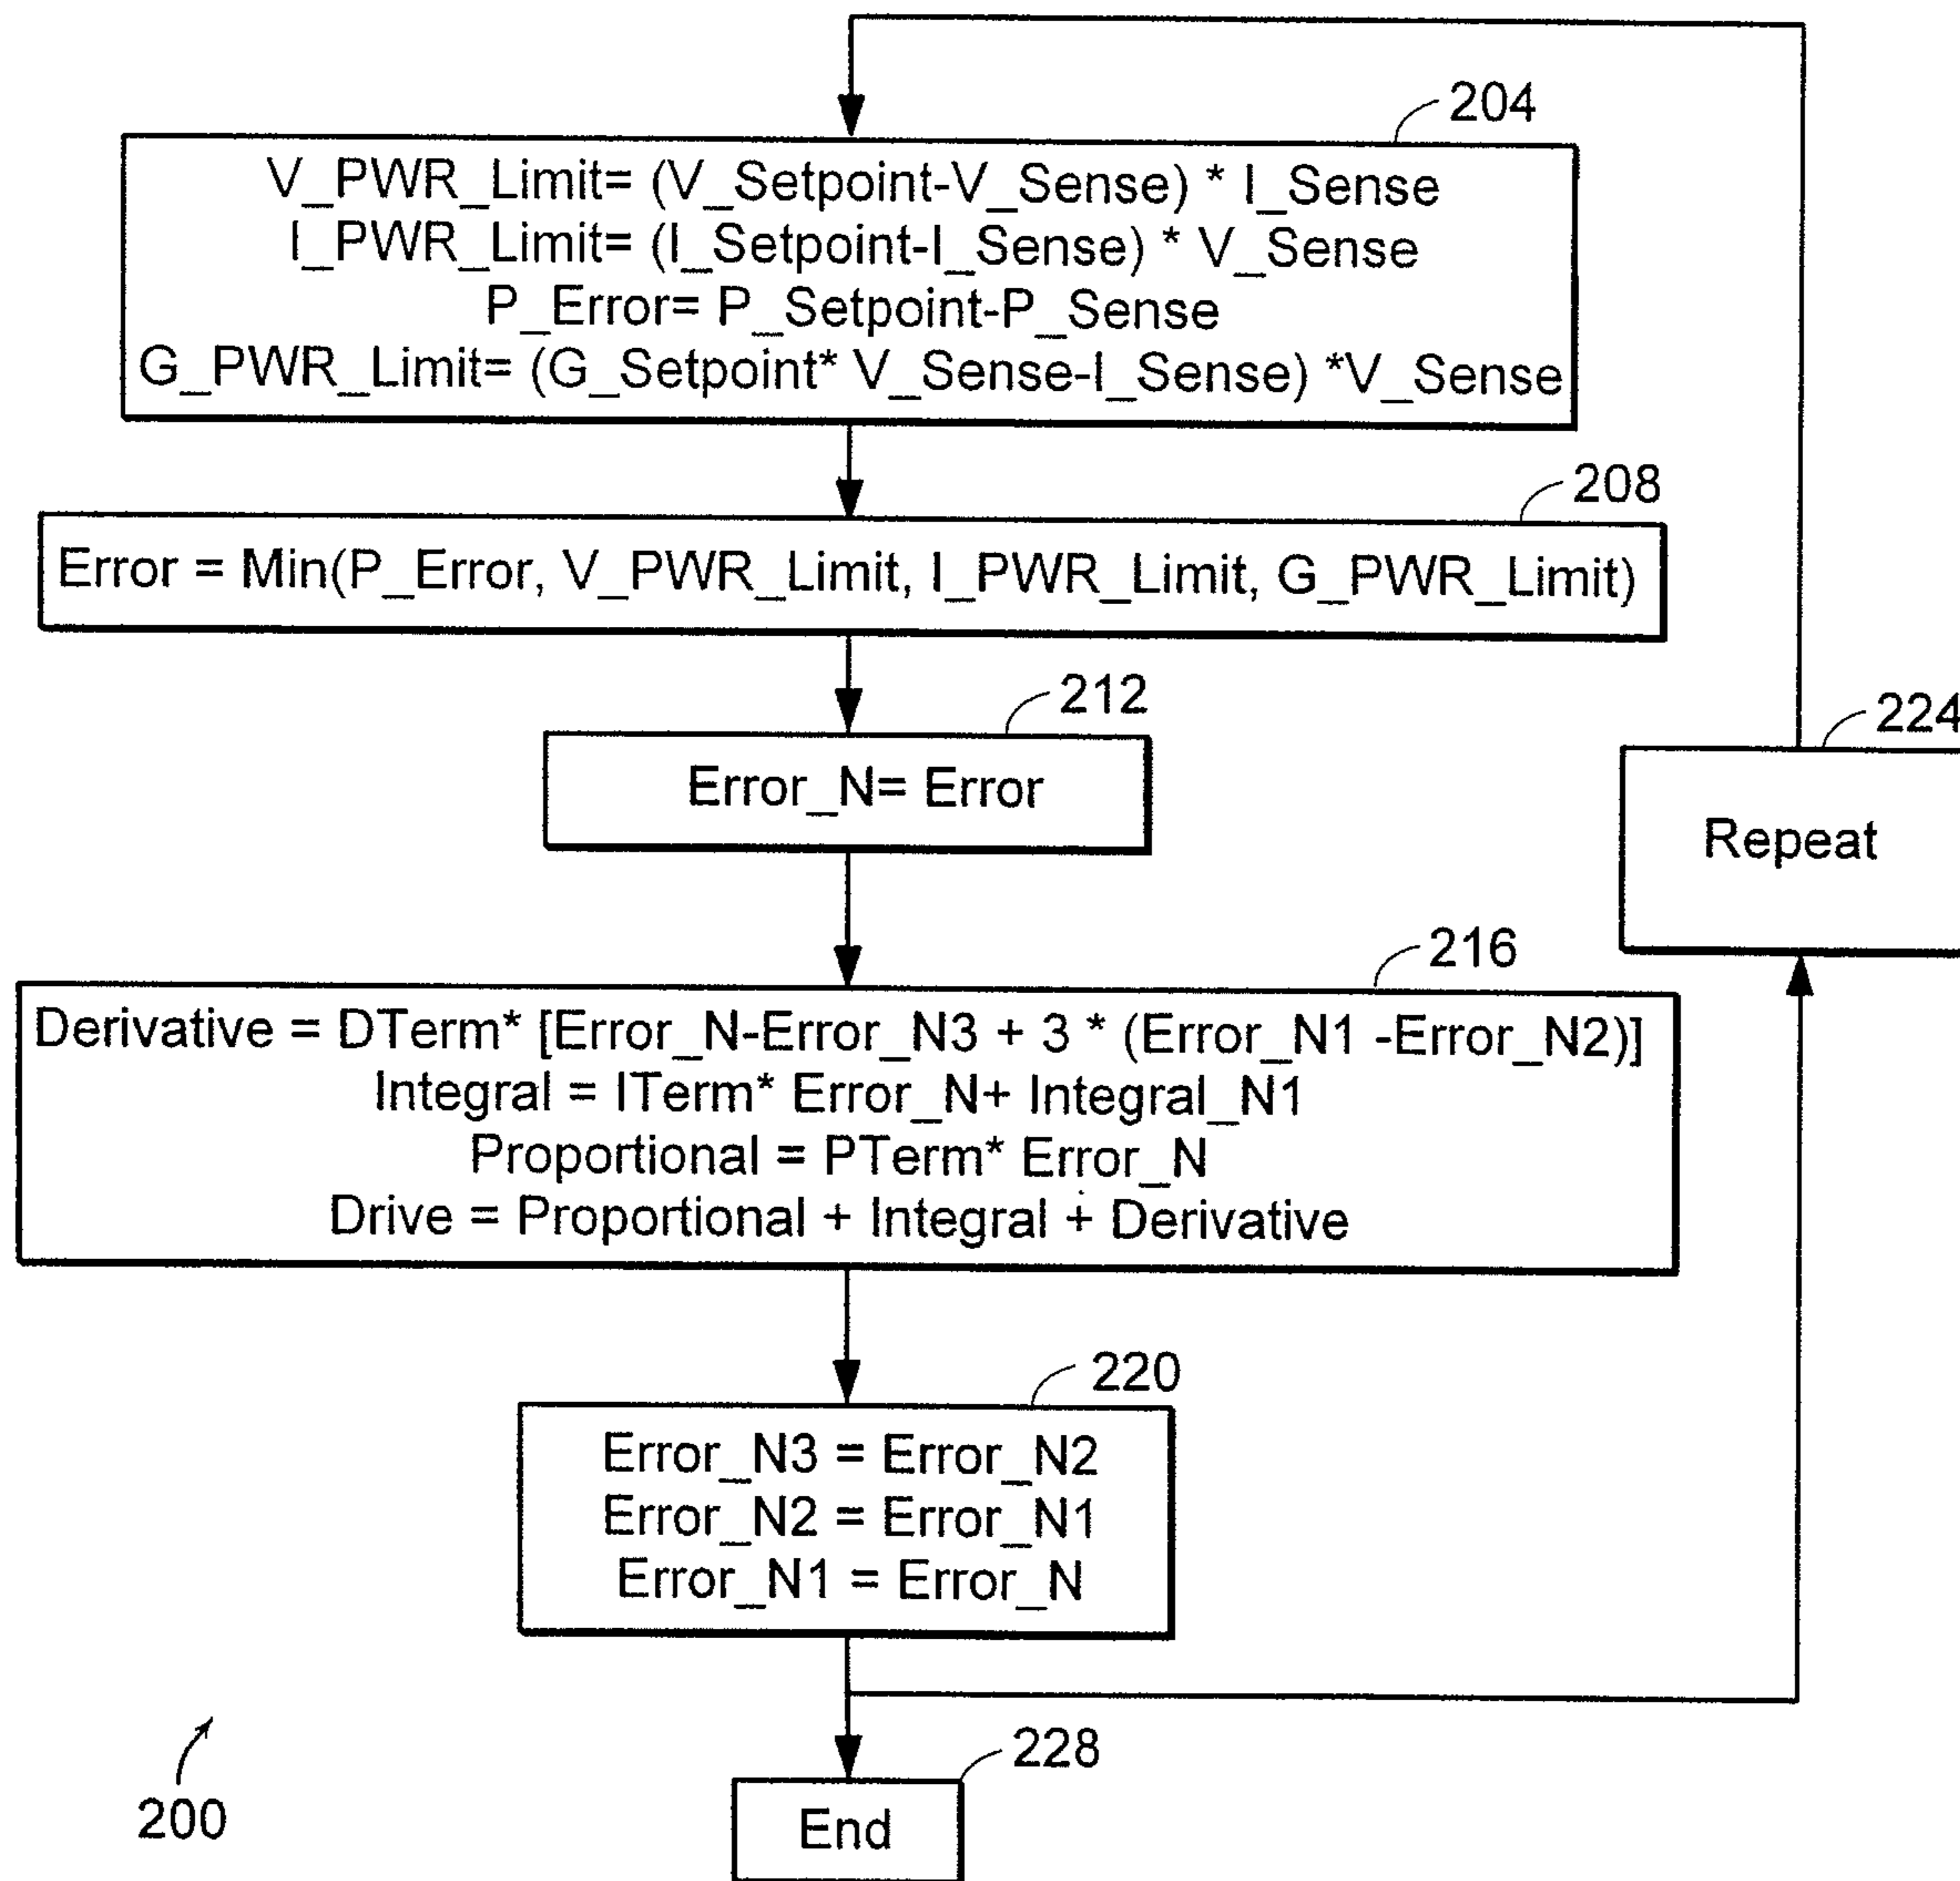 204
V_PWR_Limit= (V_Setpoint-V_Sense) * I_Sense
I_PWR_Limit= (I_Setpoint-I_Sense) * V_Sense
P_Error= P_Setpoint-P_Sense
G_PWR_Limit= (G_Setpoint* V_Sense-I_Sense) *V_Sense
208
Error = Min(P_Error, V_PWR_Limit, I_PWR_Limit, G_PWR_Limit)
212
Error_N= Error
224
Repeat
216
Derivative = DTerm* [Error_N-Error_N3 + 3 * (Error_N1 -Error_N2)]
Integral = ITerm* Error_N+ Integral_N1
Proportional = PTerm* Error_N
Drive = Proportional + Integral + Derivative
220
Error_N3 = Error_N2
Error_N2 = Error_N1
Error_N1 = Error_N
228
End
200